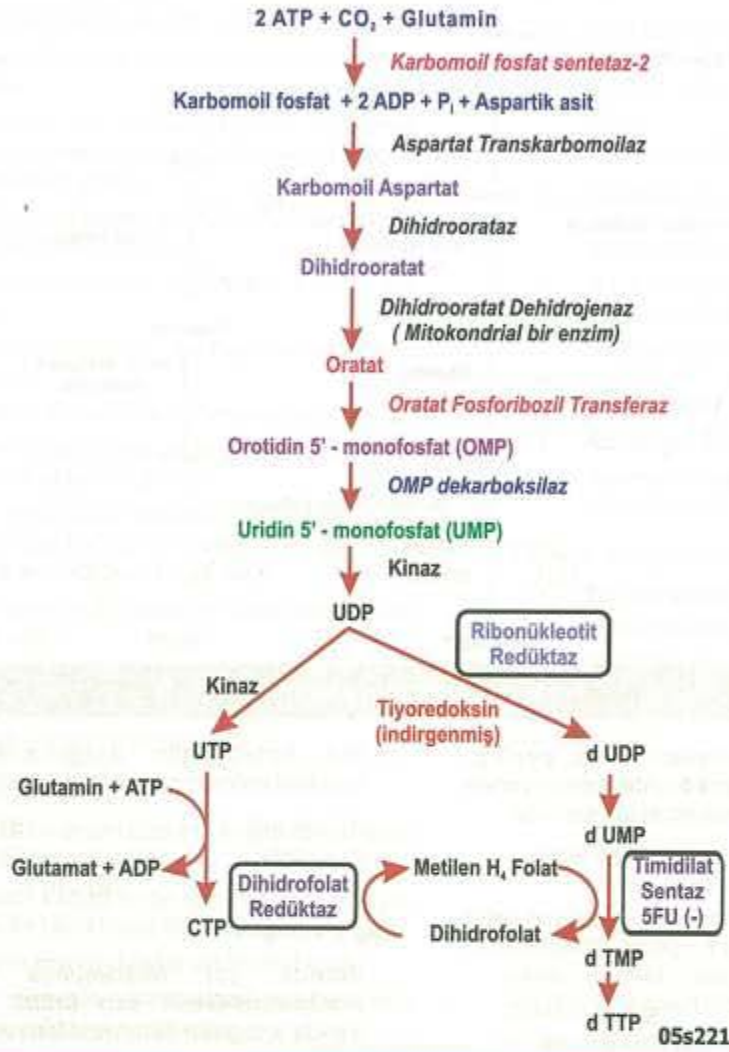 2 ATP + CO₂ + Glutamin
Karbomoil fosfat sentetaz-2
Karbomoil fosfat + 2 ADP + Pᵢ + Aspartik asit
Aspartat Transkarbomoilaz
Karbomoil Aspartat
Dihidroorataz
Dihidrooratat
Dihidrooratat Dehidrojenaz
( Mitokondrial bir enzim)
Oratat
Oratat Fosforibozil Transferaz
Orotidin 5' - monofosfat (OMP)
OMP dekarboksilaz
Uridin 5' - monofosfat (UMP)
Kinaz
UDP
Ribonükleotit
Redüktaz
Kinaz
Tiyoredoksin
(indirgenmiş)
UTP
d UDP
Glutamin + ATP
d UMP
Glutamat + ADP
Dihidrofolat
Redüktaz
Metilen H₄ Folat
Timidilat
Sentaz
5FU (-)
CTP
Dihidrofolat
d TMP
d TTP
05s221